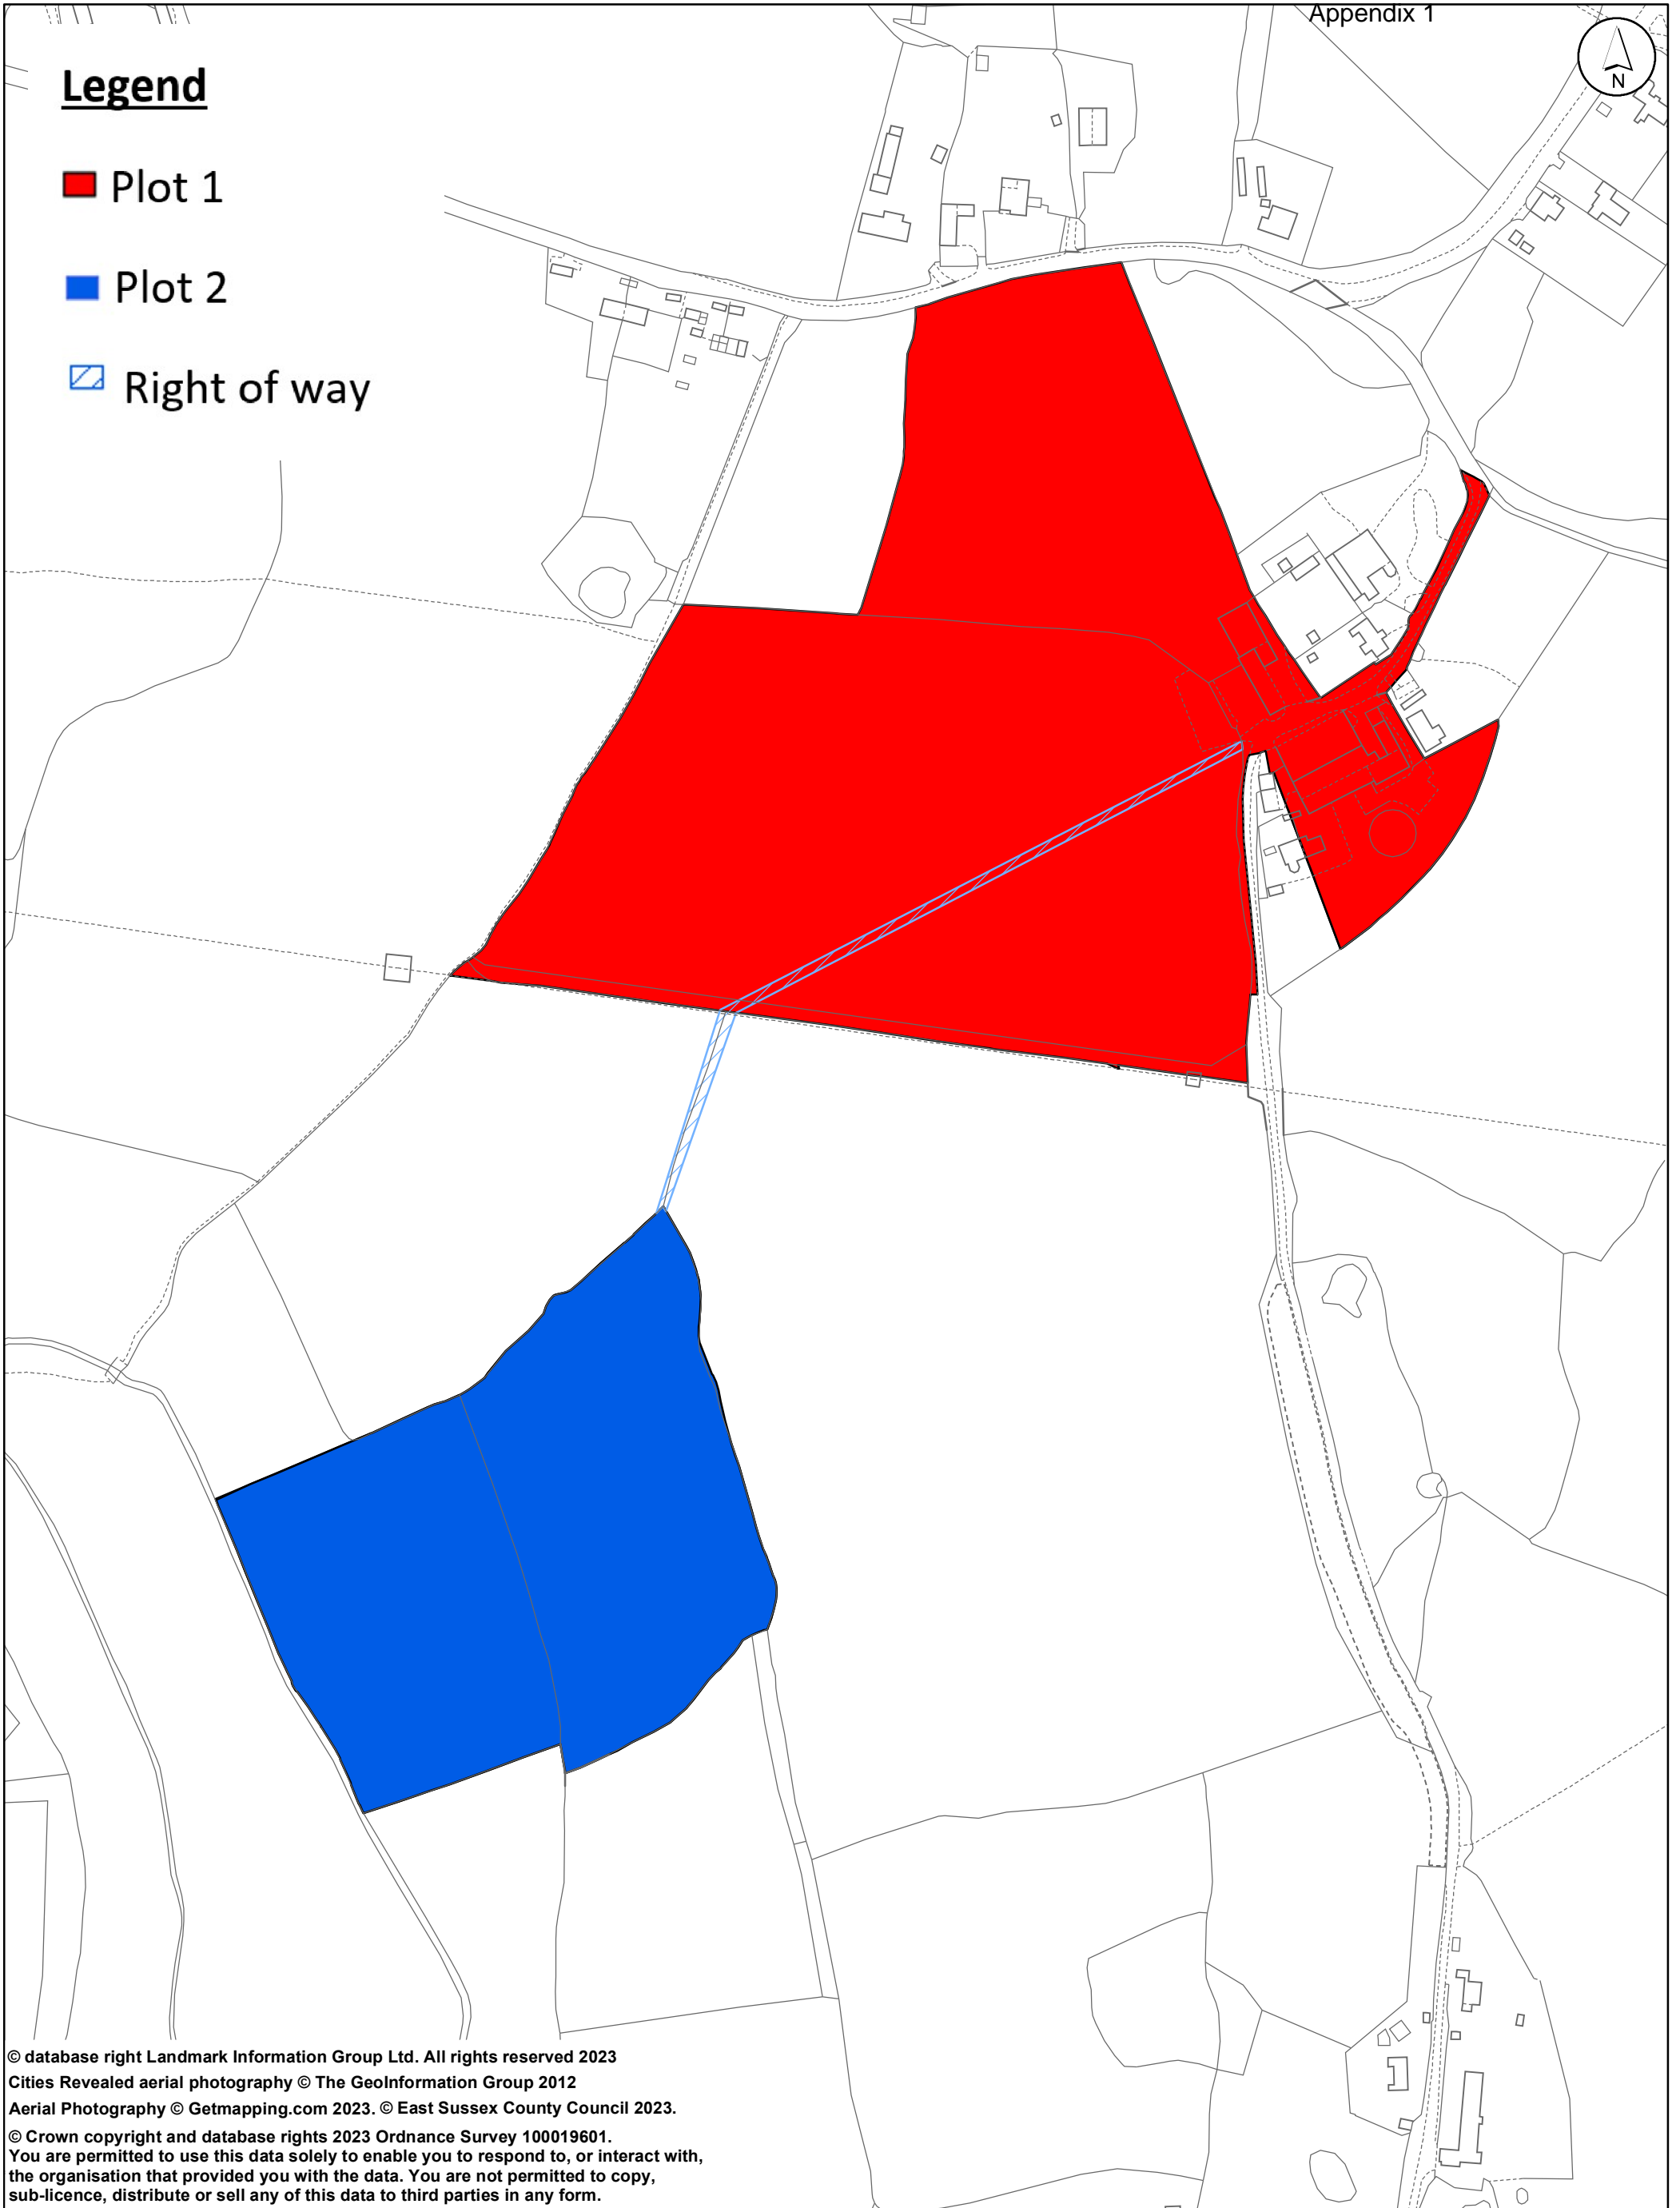 Appendix 1
N
Legend
Plot 1
Plot 2
Right of way
© database right Landmark Information Group Ltd. All rights reserved 2023
Cities Revealed aerial photography © The GeoInformation Group 2012
Aerial Photography © Getmapping.com 2023. © East Sussex County Council 2023.
© Crown copyright and database rights 2023 Ordnance Survey 100019601.
You are permitted to use this data solely to enable you to respond to, or interact with,
the organisation that provided you with the data. You are not permitted to copy,
sub-licence, distribute or sell any of this data to third parties in any form.